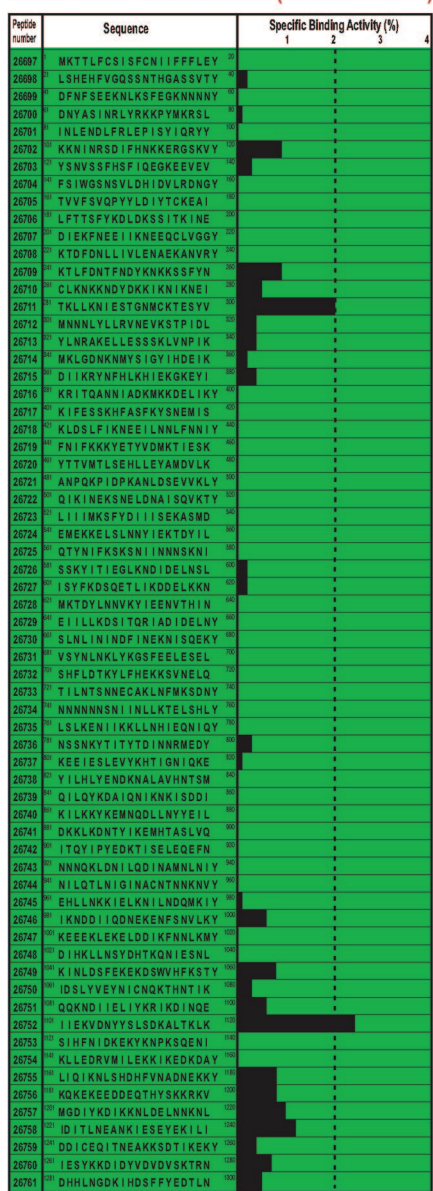 Peptide number Sequence Specific Binding Activity (%)
1 2 3 4
26697 1 MKTTLFCSISFCNIIFFFLEY 20
26698 21 LSHEHFVGQSSNTHGASSVTY 40
26699 41 DFNFSEEKNLKSFEGKNNNNY 60
26700 61 DNYASINRLYRKKPYMKRSL 80
26701 81 INLENDLFRLEPISYIQRYY 100
26702 101 KKNINRSDIFHNKKERGSKVY 120
26703 121 YSNVSSFHSFIQEGKEEVEV 140
26704 141 FSIWGSNSVLDHIDVLRDNGY 160
26705 161 TVVFSVQPYYLDIYTCKEAI 180
26706 181 LFTTSFYKDLDKSSITKINE 200
26707 201 DIEKFNEEIIKNEEQCLVGGY 220
26708 221 KTDFDNLLIVLENAEKANVRY 240
26709 241 KTLFDNTFNDYKNKKSSFYN 260
26710 261 CLKNKKNDYDKKIKNIKNEI 280
26711 281 TKLLKNIESTGNMCKTESYV 300
26712 301 MNNNLYLLRVNEVKSTPIDL 320
26713 321 YLNRAKELLESSSKLVNPIK 340
26714 341 MKLGDNKNMYSIGYIHDEIK 360
26715 361 DIIKRYNFHLKHIEKGKEYI 380
26716 381 KRITQANNIADKMKKDELIKY 400
26717 401 KIFESSKHFASFKYSNEMIS 420
26718 421 KLDSLFIKNEEILNNLFNNIY 440
26719 441 FNIFKKKYETYVDMKTIESK 460
26720 461 YTTVMTLSEHLLEYAMDVLK 480
26721 481 ANPQKPIDPKANLDSEVVKLY 500
26722 501 QIKINEKSNELDNAISQVKTY 520
26723 521 LIIIMKSFYDIIISEKASMD 540
26724 541 EMEKKELSLNNYIEKTDYIL 560
26725 561 QTYNIFKSKSNIINNNSKNI 580
26726 581 SSKYITIEGLKNDIDELNSL 600
26727 601 ISYFKDSQETLIKDDELKKN 620
26728 621 MKTDYLNNVKYIEENVTHIN 640
26729 641 EIILLKDSITQRIADIDELNY 660
26730 661 SLNLININDFINEKNISQEKY 680
26731 681 VSYNLNKLYKGSFEELESEL 700
26732 701 SHFLDTKYLFHEKKSVNELQ 720
26733 721 TILNTSNNECAKLNFMKSDNY 740
26734 741 NNNNNNSNIINLLKTELSHLY 760
26735 761 LSLKENIIKKLLNHIEQNIQY 780
26736 781 NSSNKYTITYTDINNRMEDY 800
26737 801 KEEIESLEVYKHTIGNIQKE 820
26738 821 YILHLYENDKNALAVHNTSM 840
26739 841 QILQYKDAIQNIKNKISDDI 860
26740 861 KILKKYKEMNQDLLNYYEIL 880
26741 881 DKKLKDNTYIKEMHTASLVQ 900
26742 901 ITQYIPYEDKTISELEQEFN 920
26743 921 NNNQKLDNILQDINAMNLNIY 940
26744 941 NILQTLNIGINACNTNNKNVY 960
26745 961 EHLLNKKIELKNILNDQMKIY 980
26746 981 IKNDDIIQDNEKENFSNVLKY 1000
26747 1001 KEEEKLEKELDDIKFNNLKMY 1020
26748 1021 DIHKLLNSYDHTKQNIESNL 1040
26749 1041 KINLDSFEKEKDSWVHFKSTY 1060
26750 1061 IDSLYVEYNICNQKTHNTIK 1080
26751 1081 QQKNDIIELIYKRIKDINQE 1100
26752 1101 IIEKVDNYYSLSDKALTKLK 1120
26753 1121 SIHFNIDKEKYKNPKSQENI 1140
26754 1141 KLLEDRVMILEKKIKEDKDAY 1160
26755 1161 LIQIKNLSHDHFVNADNEKKY 1180
26756 1181 KQKEKEEDDEQTHYSKKRKV 1200
26757 1201 MGDIYKDIKKNLDELNNKNL 1220
26758 1221 IDITLNEANKIESEYEKILI 1240
26759 1241 DDICEQITNEAKKSDTIKEKY 1260
26760 1261 IESYKKDIDYVDVDVSKTRN 1280
26761 1281 DHHLNGDKIHDSFFYEDTLN 1300